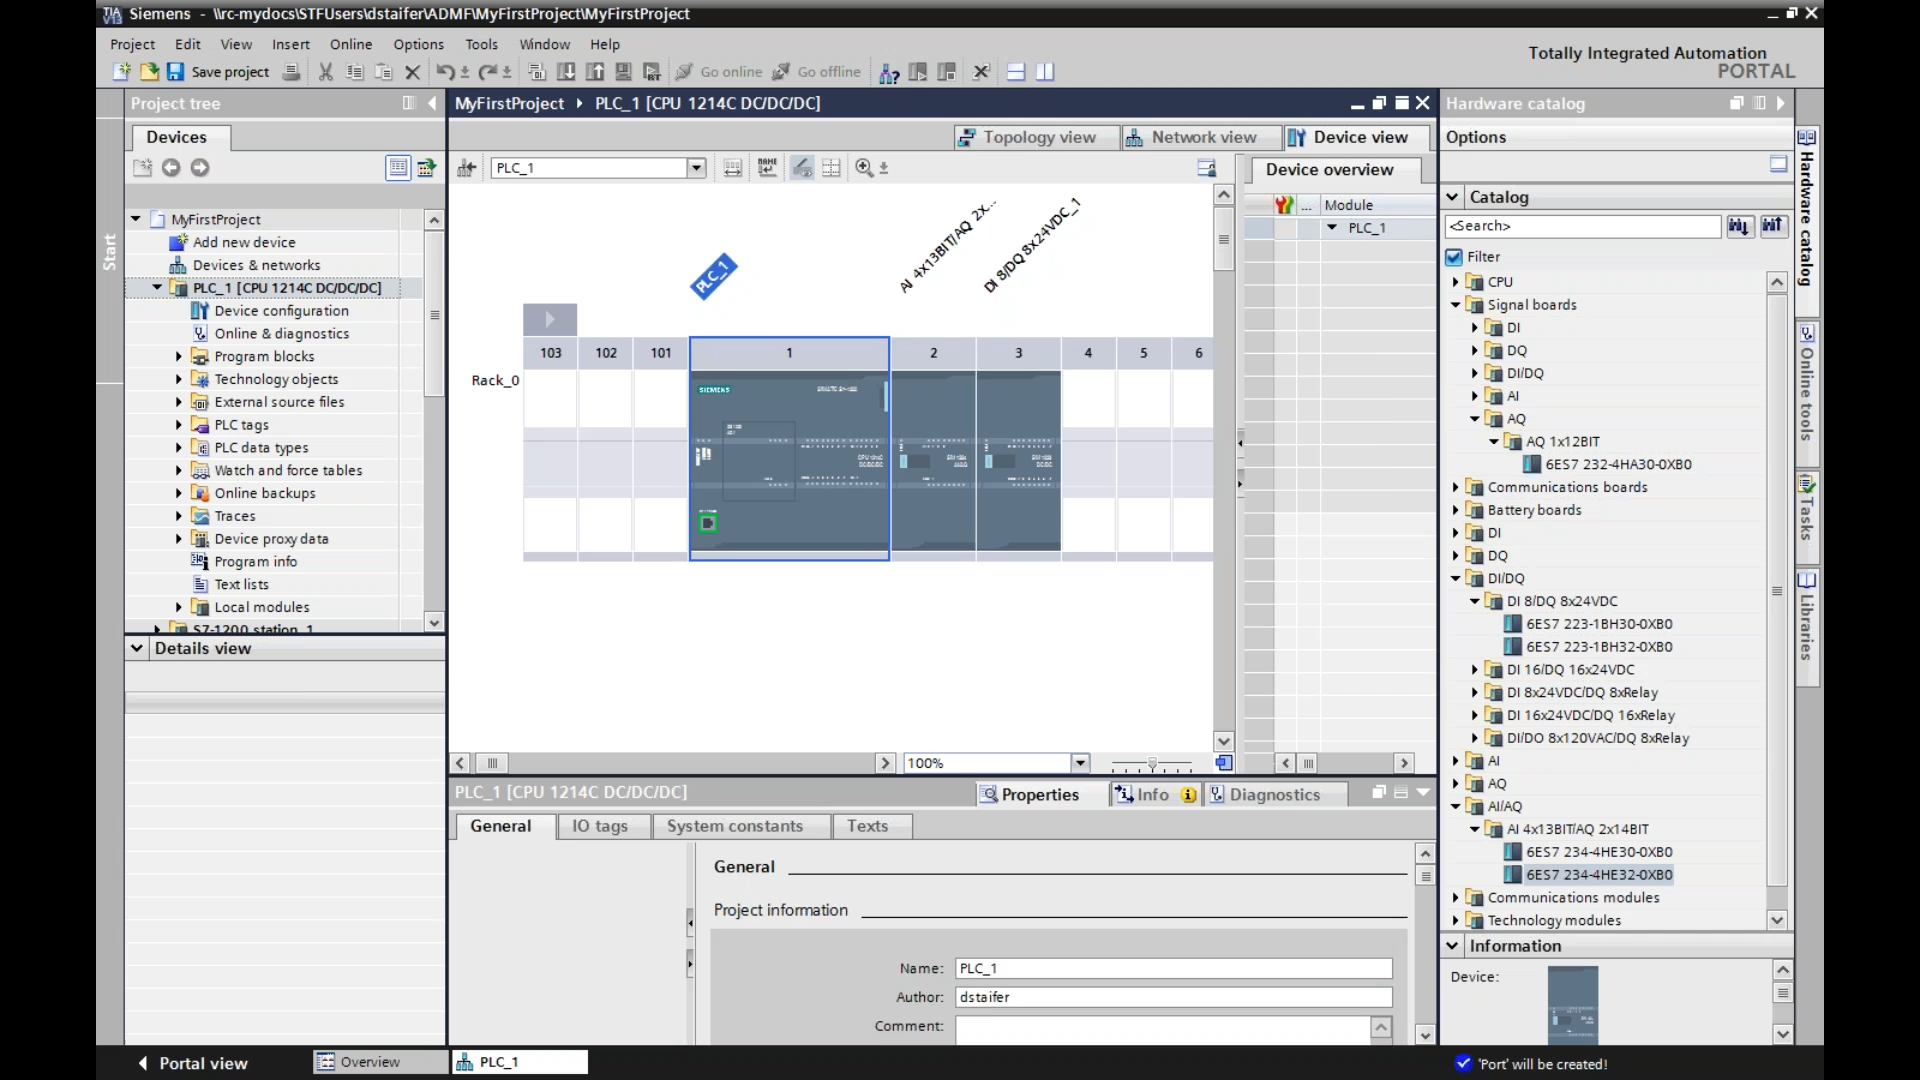 Siemens - \\rc-mydocs\STFUsers\dstaifer\ADMF\MyFirstProject\MyFirstProject
Project Edit View Insert Online Options Tools Window Help
Totally Integrated Automation
PORTAL
Save project
Go online
Go offline
Project tree
MyFirstProject
PLC_1 [CPU 1214C DC/DC/DC]
Hardware catalog
Devices
Topology view
Network view
Device view
Options
PLC_1
Device overview
Start
MyFirstProject
Add new device
Devices & networks
PLC_1 [CPU 1214C DC/DC/DC]
Device configuration
Online & diagnostics
Program blocks
Technology objects
External source files
PLC tags
PLC data types
Watch and force tables
Online backups
Traces
Device proxy data
Program info
Text lists
Local modules
S7-1200 station_1
Details view
PLC_1
AI 4x13BIT/AQ 2x...
DI 8/DQ 8x24VDC_1
103 102 101 1 2 3 4 5 6
Rack_0
SIEMENS
... Module
PLC_1
100%
Catalog
<Search>
Filter
CPU
Signal boards
DI
DQ
DI/DQ
AI
AQ
AQ 1x12BIT
6ES7 232-4HA30-0XB0
Communications boards
Battery boards
DI
DQ
DI/DQ
DI 8/DQ 8x24VDC
6ES7 223-1BH30-0XB0
6ES7 223-1BH32-0XB0
DI 16/DQ 16x24VDC
DI 8x24VDC/DQ 8xRelay
DI 16x24VDC/DQ 16xRelay
DI/DO 8x120VAC/DQ 8xRelay
AI
AQ
AI/AQ
AI 4x13BIT/AQ 2x14BIT
6ES7 234-4HE30-0XB0
6ES7 234-4HE32-0XB0
Communications modules
Technology modules
Information
Device:
Hardware catalog
Online tools
Tasks
Libraries
PLC_1 [CPU 1214C DC/DC/DC]
Properties
Info
Diagnostics
General
IO tags
System constants
Texts
General
Project information
Name: PLC_1
Author: dstaifer
Comment:
Portal view
Overview
PLC_1
'Port' will be created!